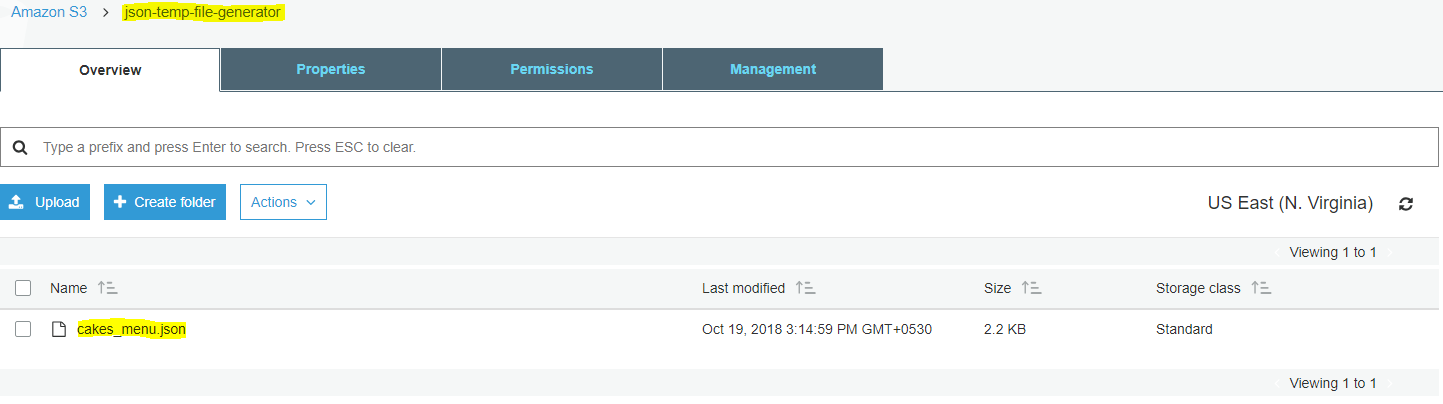 Amazon S3 > json-temp-file-generator
Overview Properties Permissions Management
Type a prefix and press Enter to search. Press ESC to clear.
Upload + Create folder Actions US East (N. Virginia)
Viewing 1 to 1
Name Last modified Size Storage class
cakes_menu.json Oct 19, 2018 3:14:59 PM GMT+0530 2.2 KB Standard
Viewing 1 to 1